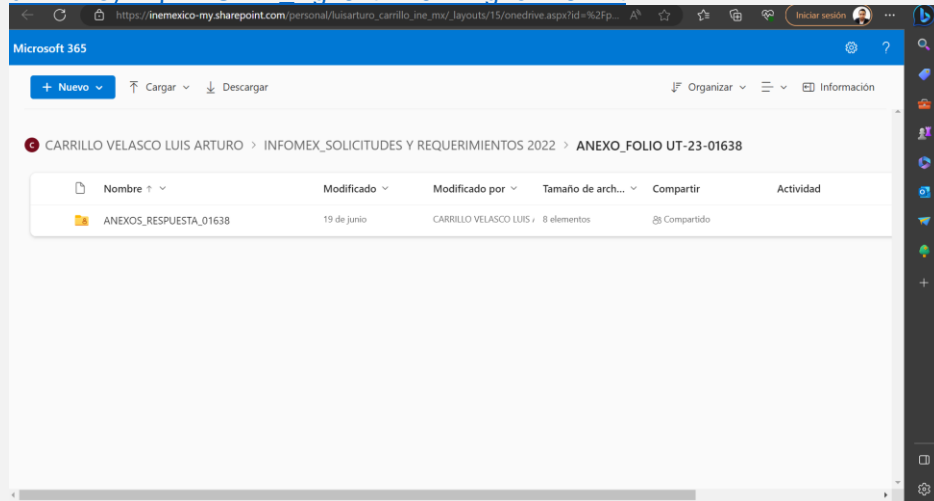 https://inemexico-my.sharepoint.com/personal/luisarturo_carrillo_ine_mx/_layouts/15/onedrive.aspx?id=%2Fp...
Iniciar sesión
Microsoft 365
+ Nuevo
Cargar
Descargar
Organizar
Información
CARRILLO VELASCO LUIS ARTURO > INFOMEX_SOLICITUDES Y REQUERIMIENTOS 2022 > ANEXO_FOLIO UT-23-01638
Nombre
Modificado
Modificado por
Tamaño de arch...
Compartir
Actividad
ANEXOS_RESPUESTA_01638
19 de junio
CARRILLO VELASCO LUIS
8 elementos
Compartido